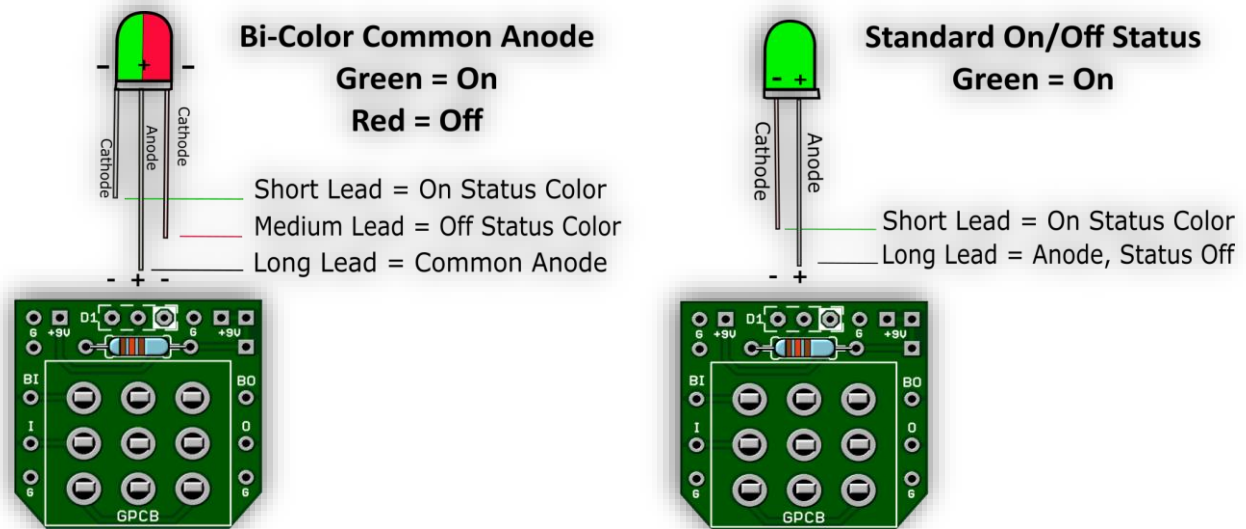 Bi-Color Common Anode
Green = On
Red = Off
- + -
Cathode
Anode
Cathode
Short Lead = On Status Color
Medium Lead = Off Status Color
Long Lead = Common Anode
- + -
D1
G +9V G +9V
BI BO
I O
G G
GPCB
Standard On/Off Status
Green = On
- +
Cathode
Anode
Short Lead = On Status Color
Long Lead = Anode, Status Off
- +
D1
G +9V G +9V
BI BO
I O
G G
GPCB